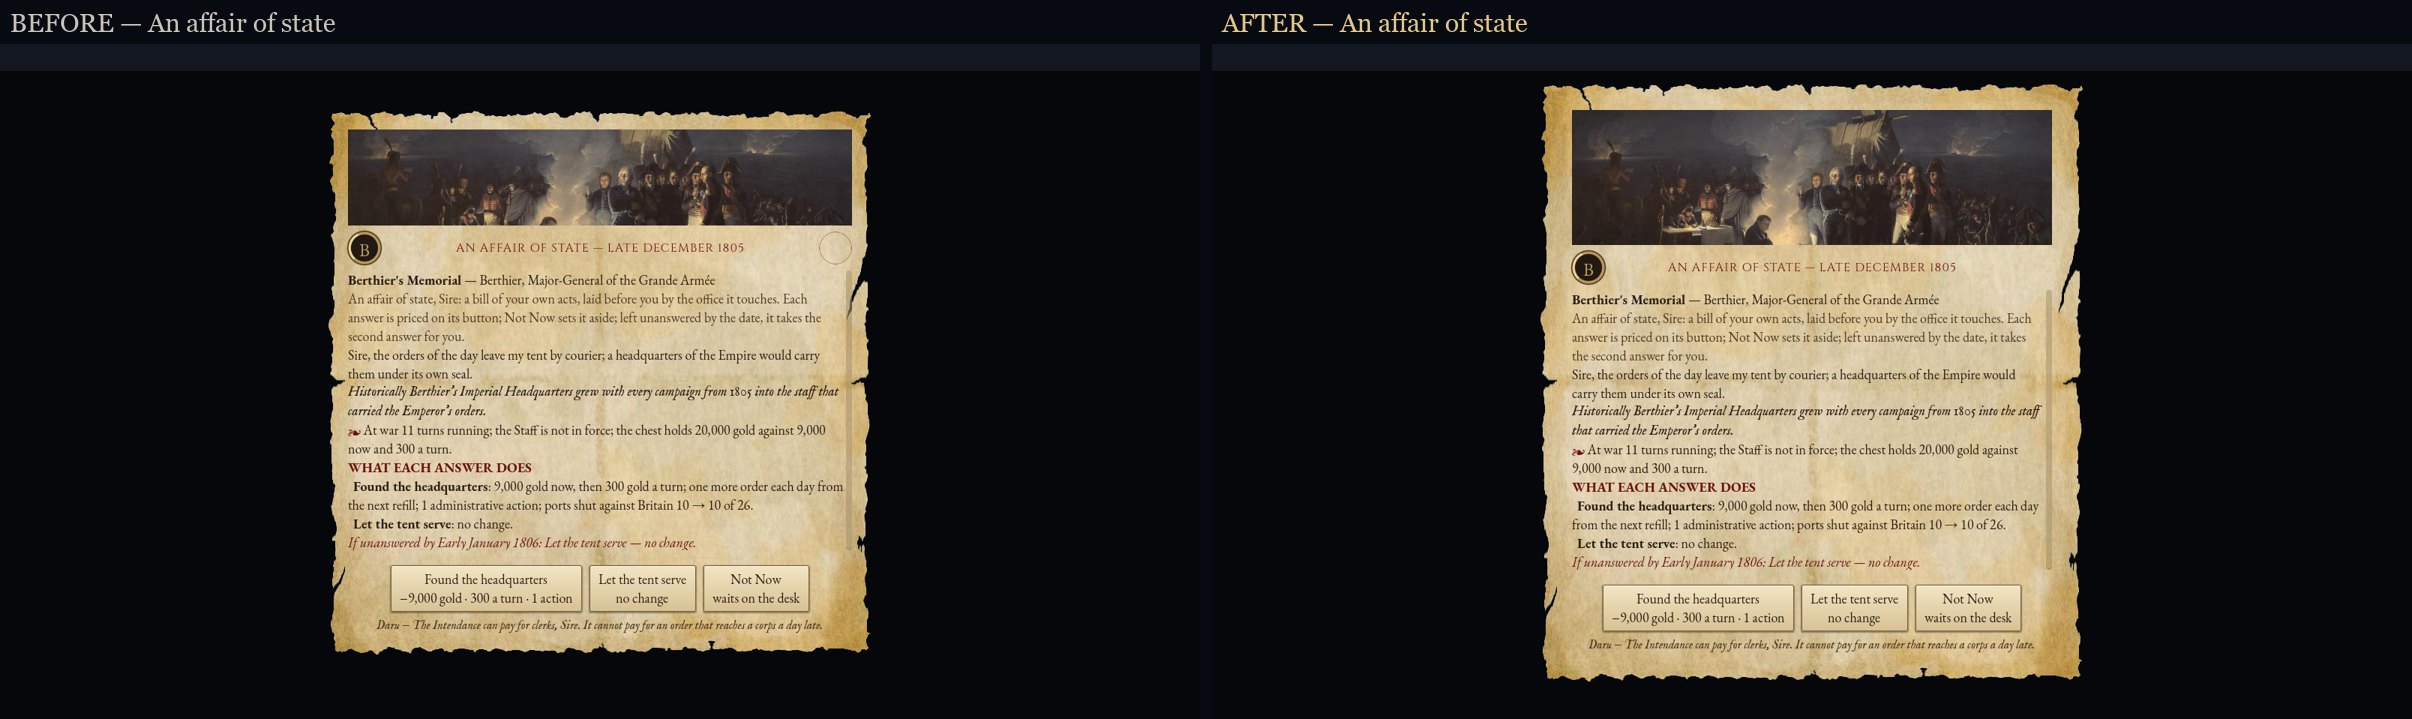 BEFORE — An affair of state
B
AN AFFAIR OF STATE — LATE DECEMBER 1805
Berthier's Memorial — Berthier, Major-General of the Grande Armée
An affair of state, Sire: a bill of your own acts, laid before you by the office it touches. Each
answer is priced on its button; Not Now sets it aside; left unanswered by the date, it takes the
second answer for you.
Sire, the orders of the day leave my tent by courier; a headquarters of the Empire would carry
them under its own seal.
Historically Berthier's Imperial Headquarters grew with every campaign from 1805 into the staff that
carried the Emperor's orders.
❧ At war 11 turns running; the Staff is not in force; the chest holds 20,000 gold against 9,000
now and 300 a turn.
WHAT EACH ANSWER DOES
Found the headquarters: 9,000 gold now, then 300 gold a turn; one more order each day from
the next refill; 1 administrative action; ports shut against Britain 10 → 10 of 26.
Let the tent serve: no change.
If unanswered by Early January 1806: Let the tent serve — no change.
Found the headquarters
−9,000 gold · 300 a turn · 1 action
Let the tent serve
no change
Not Now
waits on the desk
Daru — The Intendance can pay for clerks, Sire. It cannot pay for an order that reaches a corps a day late.
AFTER — An affair of state
B
AN AFFAIR OF STATE — LATE DECEMBER 1805
Berthier's Memorial — Berthier, Major-General of the Grande Armée
An affair of state, Sire: a bill of your own acts, laid before you by the office it touches. Each
answer is priced on its button; Not Now sets it aside; left unanswered by the date, it takes
the second answer for you.
Sire, the orders of the day leave my tent by courier; a headquarters of the Empire would
carry them under its own seal.
Historically Berthier's Imperial Headquarters grew with every campaign from 1805 into the staff
that carried the Emperor's orders.
❧ At war 11 turns running; the Staff is not in force; the chest holds 20,000 gold against
9,000 now and 300 a turn.
WHAT EACH ANSWER DOES
Found the headquarters: 9,000 gold now, then 300 gold a turn; one more order each day
from the next refill; 1 administrative action; ports shut against Britain 10 → 10 of 26.
Let the tent serve: no change.
If unanswered by Early January 1806: Let the tent serve — no change.
Found the headquarters
−9,000 gold · 300 a turn · 1 action
Let the tent serve
no change
Not Now
waits on the desk
Daru — The Intendance can pay for clerks, Sire. It cannot pay for an order that reaches a corps a day late.